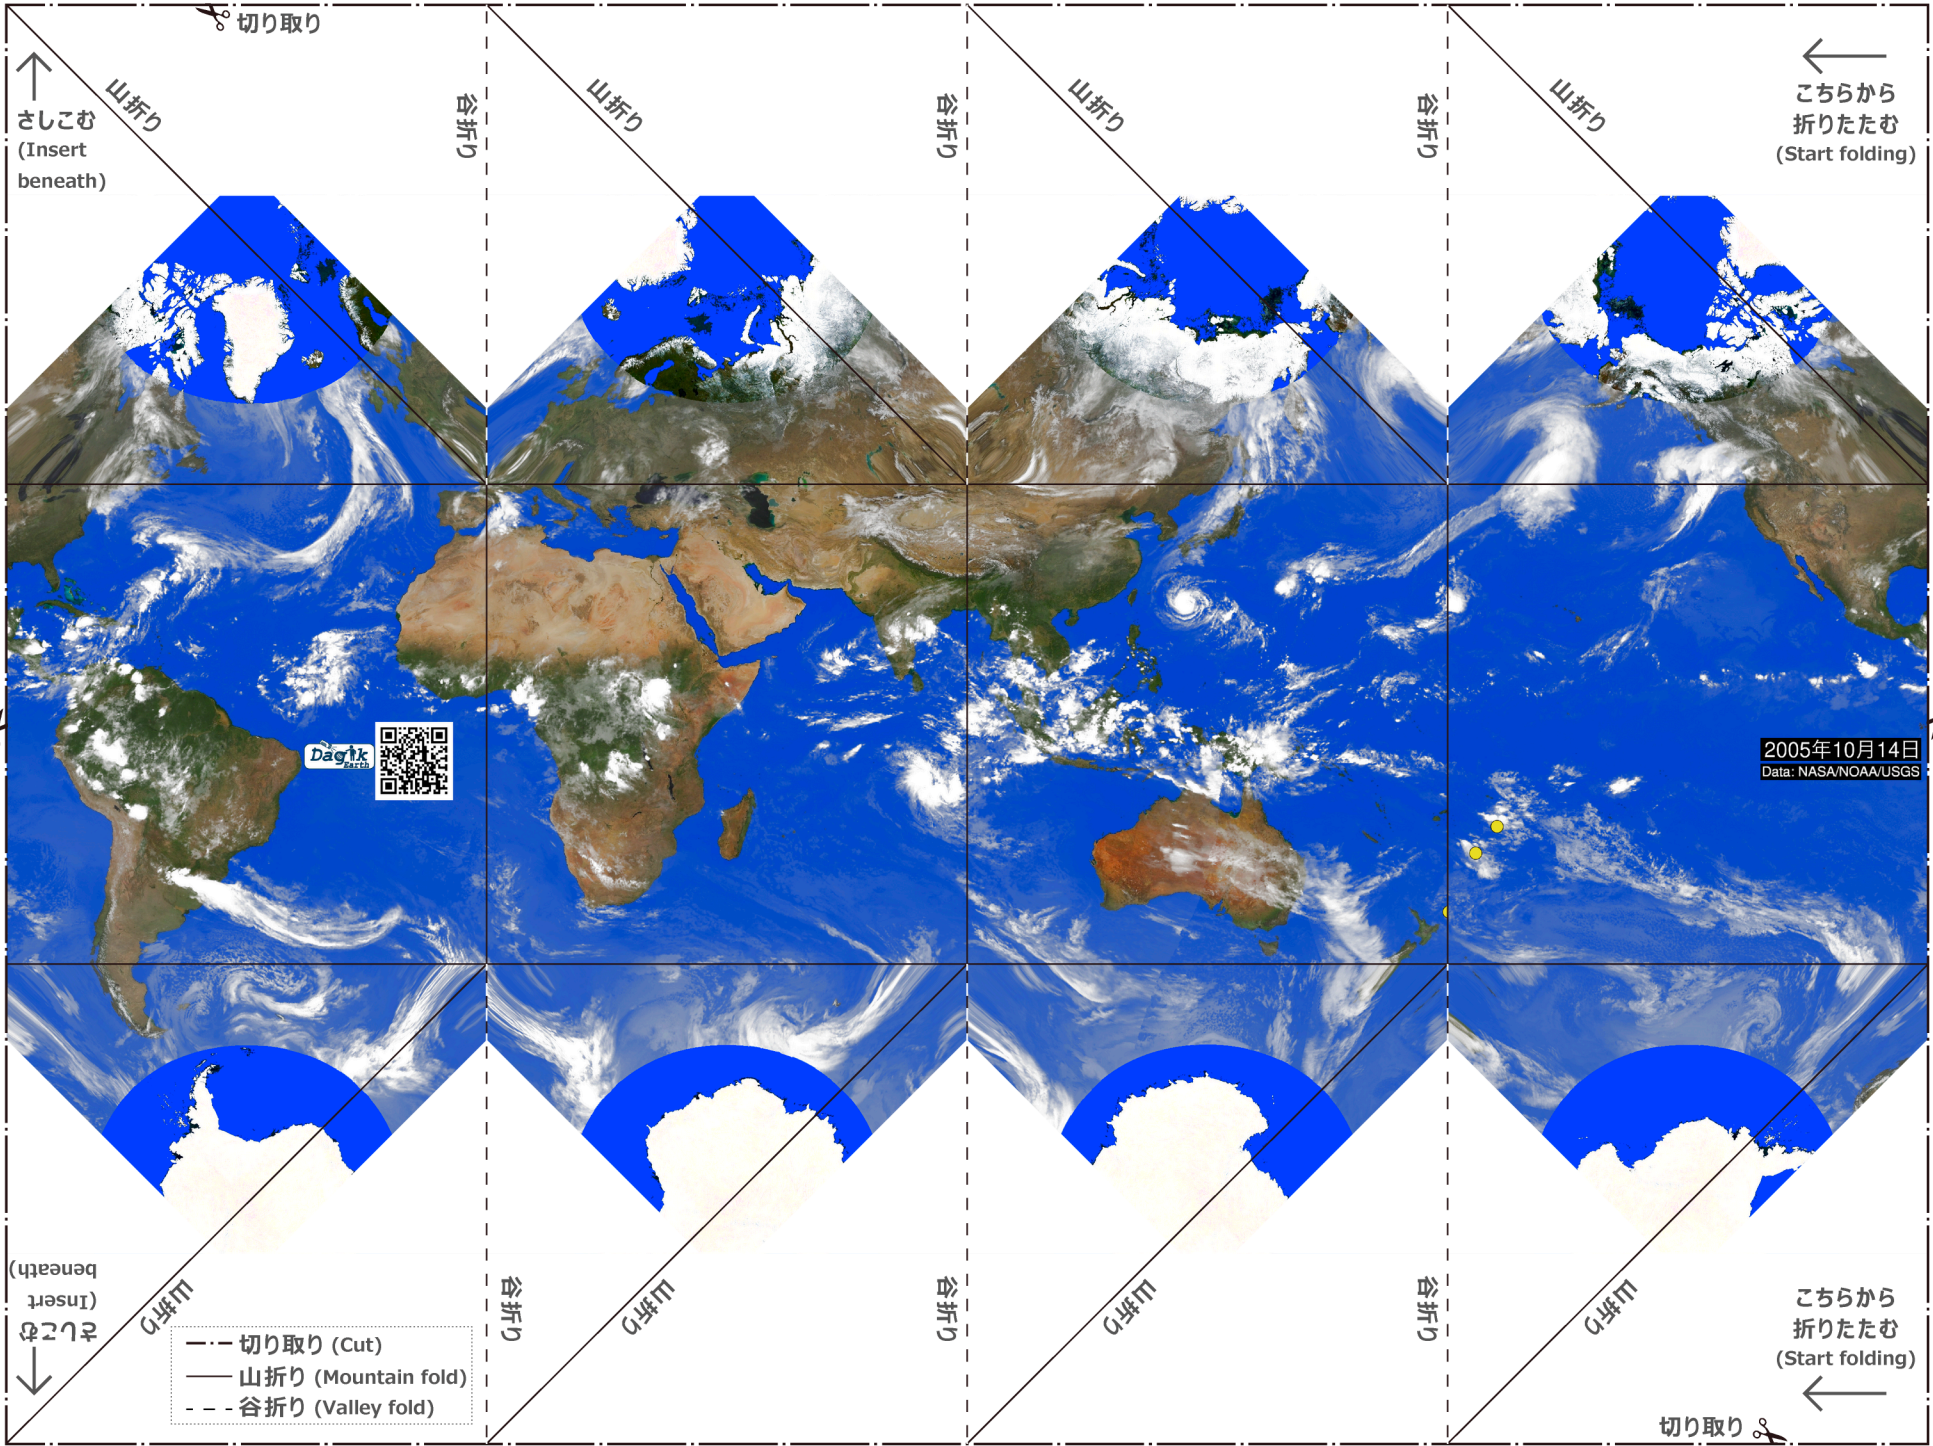 切り取り
山折り
谷折り
山折り
谷折り
山折り
谷折り
山折り
さしこむ
(Insert
beneath)
こちらから
折りたたむ
(Start folding)
Dagik
Earth
2005年10月14日
Data: NASA/NOAA/USGS
さしこむ
(Insert
beneath)
山折り
谷折り
山折り
谷折り
山折り
谷折り
山折り
こちらから
折りたたむ
(Start folding)
切り取り (Cut)
山折り (Mountain fold)
谷折り (Valley fold)
切り取り